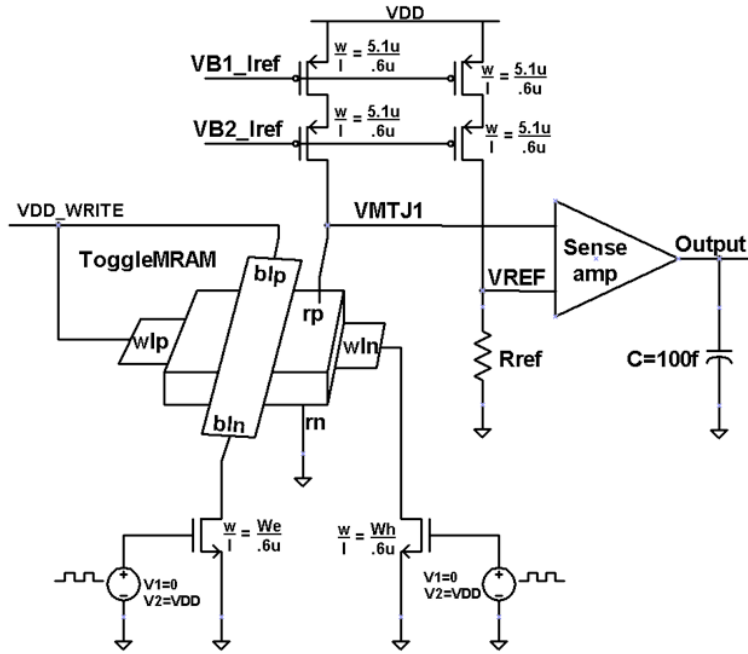 VDD
VB1_Iref
w/l = 5.1u/.6u
w/l = 5.1u/.6u
VB2_Iref
w/l = 5.1u/.6u
w/l = 5.1u/.6u
VDD_WRITE
VMTJ1
ToggleMRAM
Sense amp
Output
blp
VREF
rp
wlp
wln
Rref
C=100f
bln
rn
w/l = We/.6u
w/l = Wh/.6u
V1=0
V2=VDD
V1=0
V2=VDD